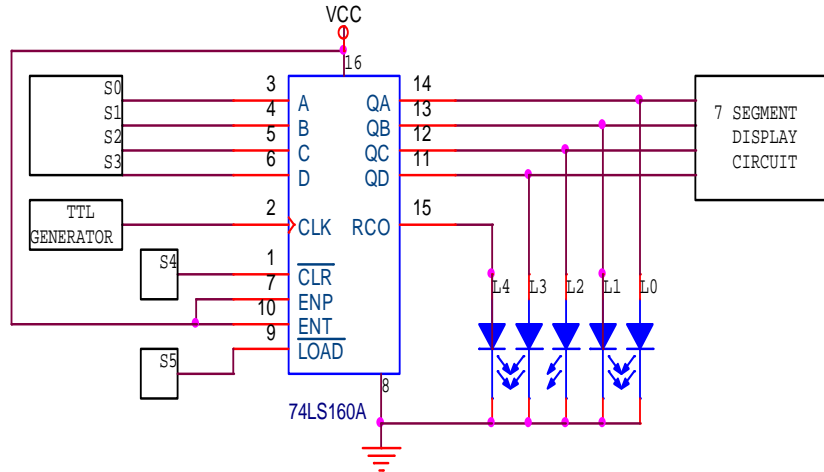 VCC
16
S0 3 A QA 14
S1 4 B QB 13
S2 5 C QC 12
S3 6 D QD 11
7 SEGMENT
DISPLAY
CIRCUIT
TTL
GENERATOR
2 CLK RCO 15
S4 1 CLR
7 ENP
10 ENT
S5 9 LOAD
L4 L3 L2 L1 L0
8
74LS160A